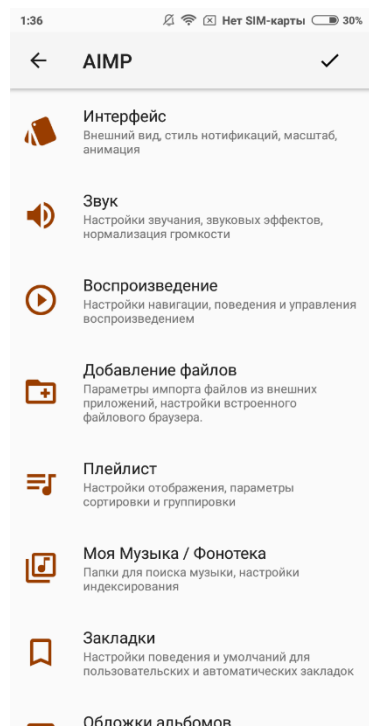 1:36 Нет SIM-карты 30%
AIMP
Интерфейс
Внешний вид, стиль нотификаций, масштаб,
анимация
Звук
Настройки звучания, звуковых эффектов,
нормализация громкости
Воспроизведение
Настройки навигации, поведения и управления
воспроизведением
Добавление файлов
Параметры импорта файлов из внешних
приложений, настройки встроенного
файлового браузера.
Плейлист
Настройки отображения, параметры
сортировки и группировки
Моя Музыка / Фонотека
Папки для поиска музыки, настройки
индексирования
Закладки
Настройки поведения и умолчаний для
пользовательских и автоматических закладок
Обложки альбомов